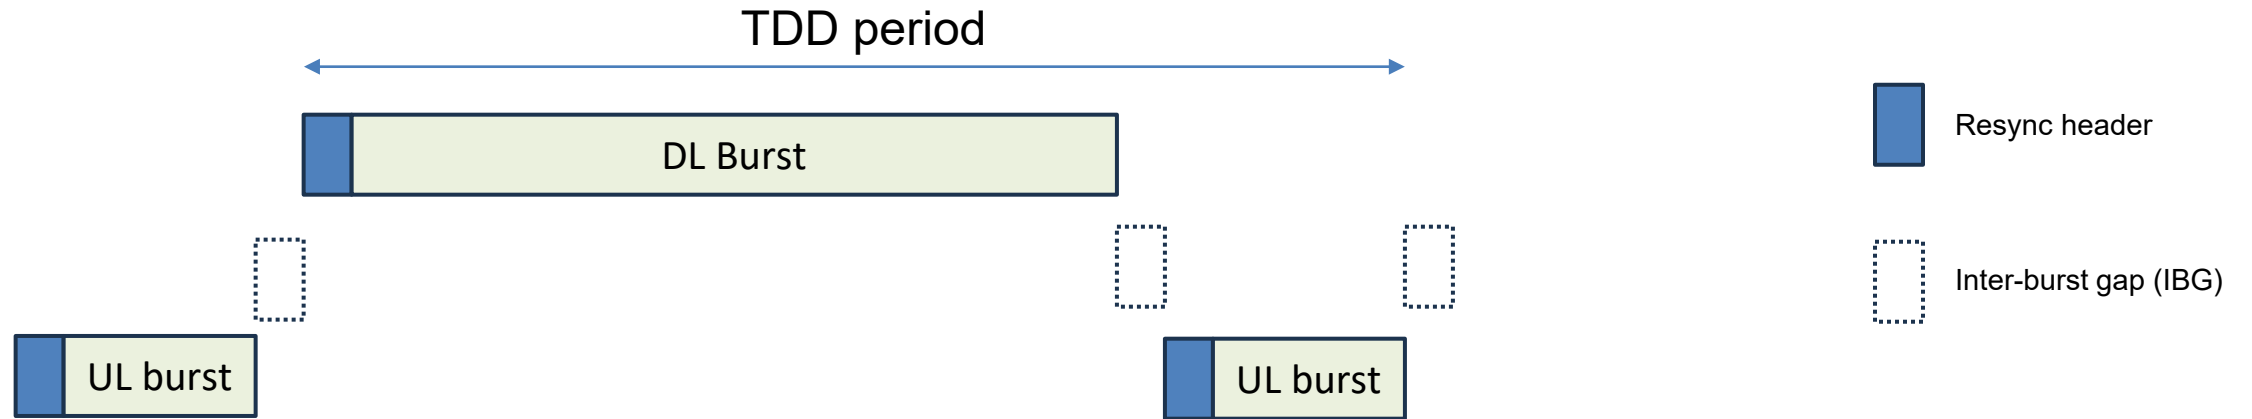 TDD period
DL Burst
Resync header
Inter-burst gap (IBG)
UL burst
UL burst